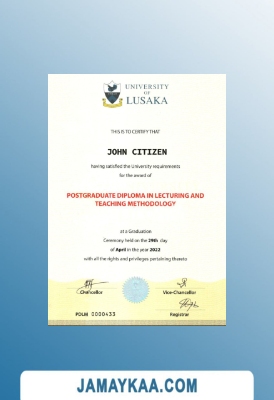 UNIVERSITY
OF
LUSAKA
THIS IS TO CERTIFY THAT
JOHN CITIZEN
having satisfied the University requirements
for the award of
POSTGRADUATE DIPLOMA IN LECTURING AND
TEACHING METHODOLOGY
at a Graduation
Ceremony held on the 29th day
of April in the year 2022
with all the rights and privileges pertaining thereto
Chancellor
Vice-Chancellor
PDLM 0000433
Registrar
JAMAYKAA.COM